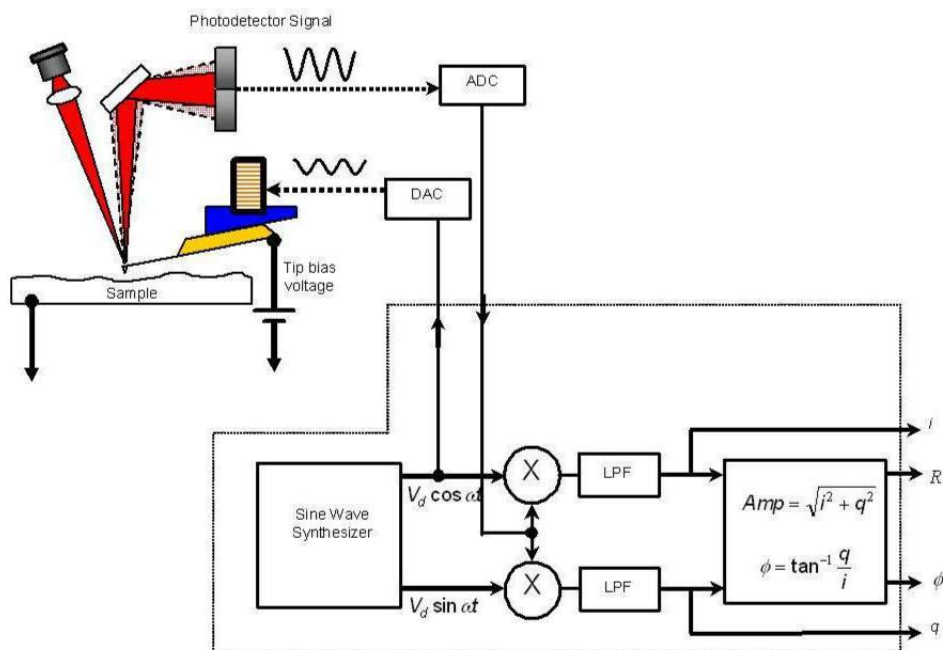 Photodetector Signal
ADC
DAC
Tip bias
voltage
Sample
Sine Wave
Synthesizer
V_d cos ωt
V_d sin ωt
X
X
LPF
LPF
Amp = √(i² + q²)
φ = tan⁻¹ q/i
i
R
φ
q